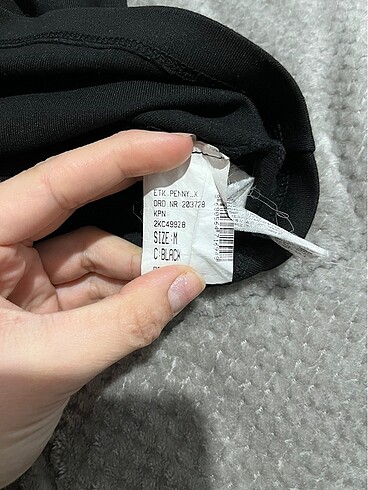 ETK.PENNY_X
ORD NR:203729
KPN
2KC49928
SIZE:M
C:BLACK